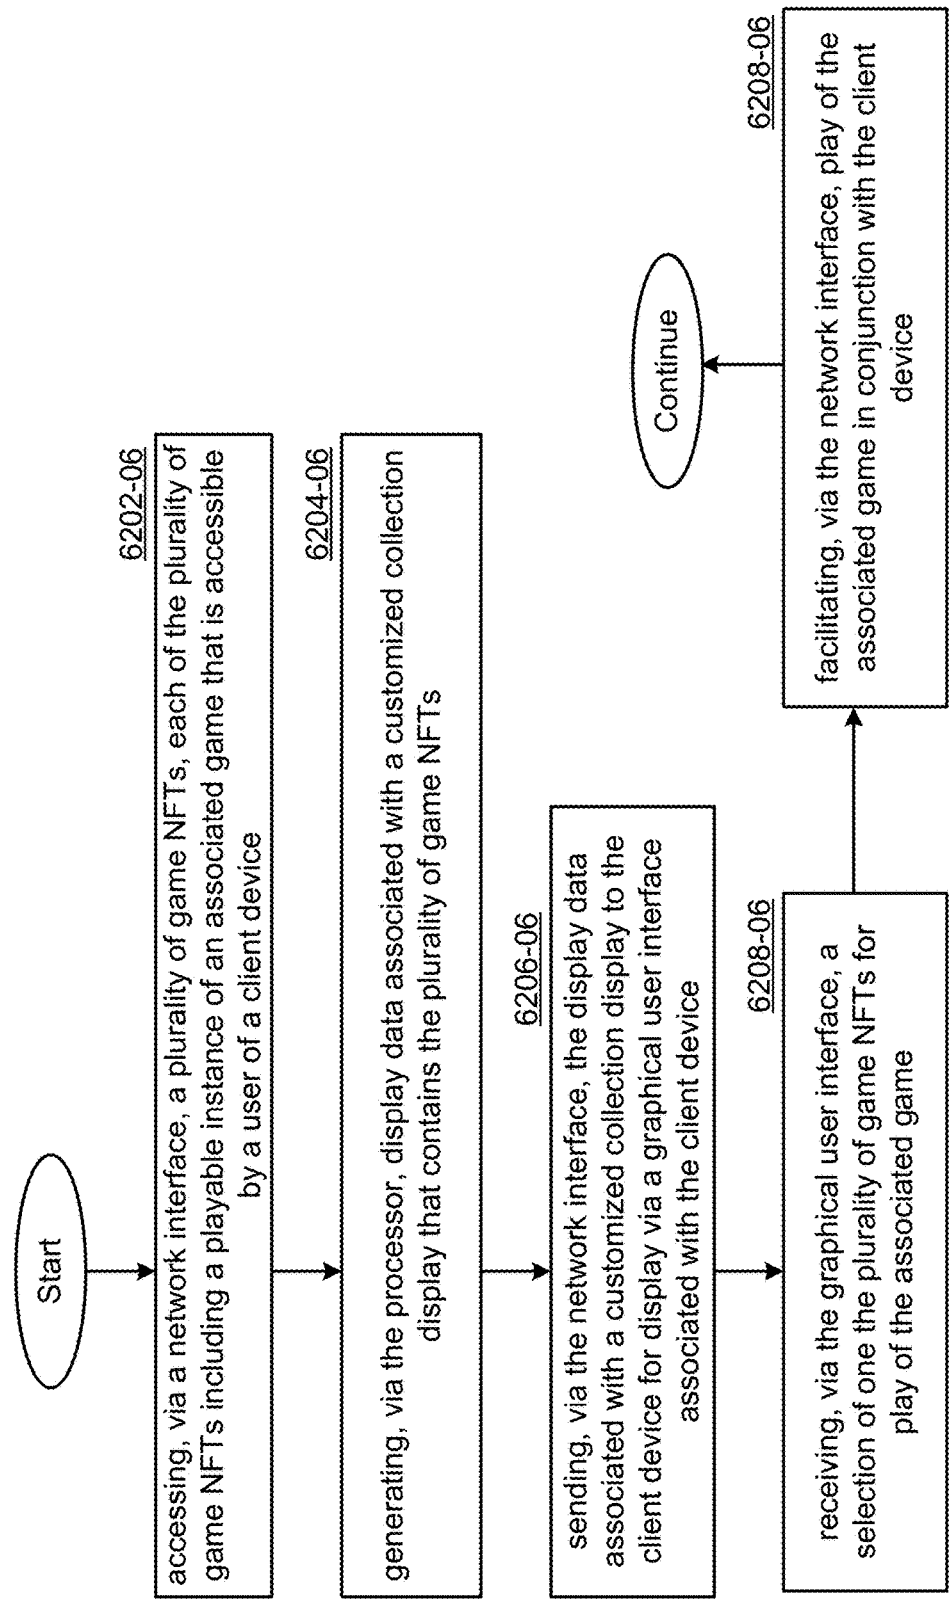 Start
6202-06
accessing, via a network interface, a plurality of game NFTs, each of the plurality of
game NFTs including a playable instance of an associated game that is accessible
by a user of a client device
6204-06
generating, via the processor, display data associated with a customized collection
display that contains the plurality of game NFTs
6206-06
sending, via the network interface, the display data
associated with a customized collection display to the
client device for display via a graphical user interface
associated with the client device
6208-06
receiving, via the graphical user interface, a
selection of one the plurality of game NFTs for
play of the associated game
6208-06
facilitating, via the network interface, play of the
associated game in conjunction with the client
device
Continue